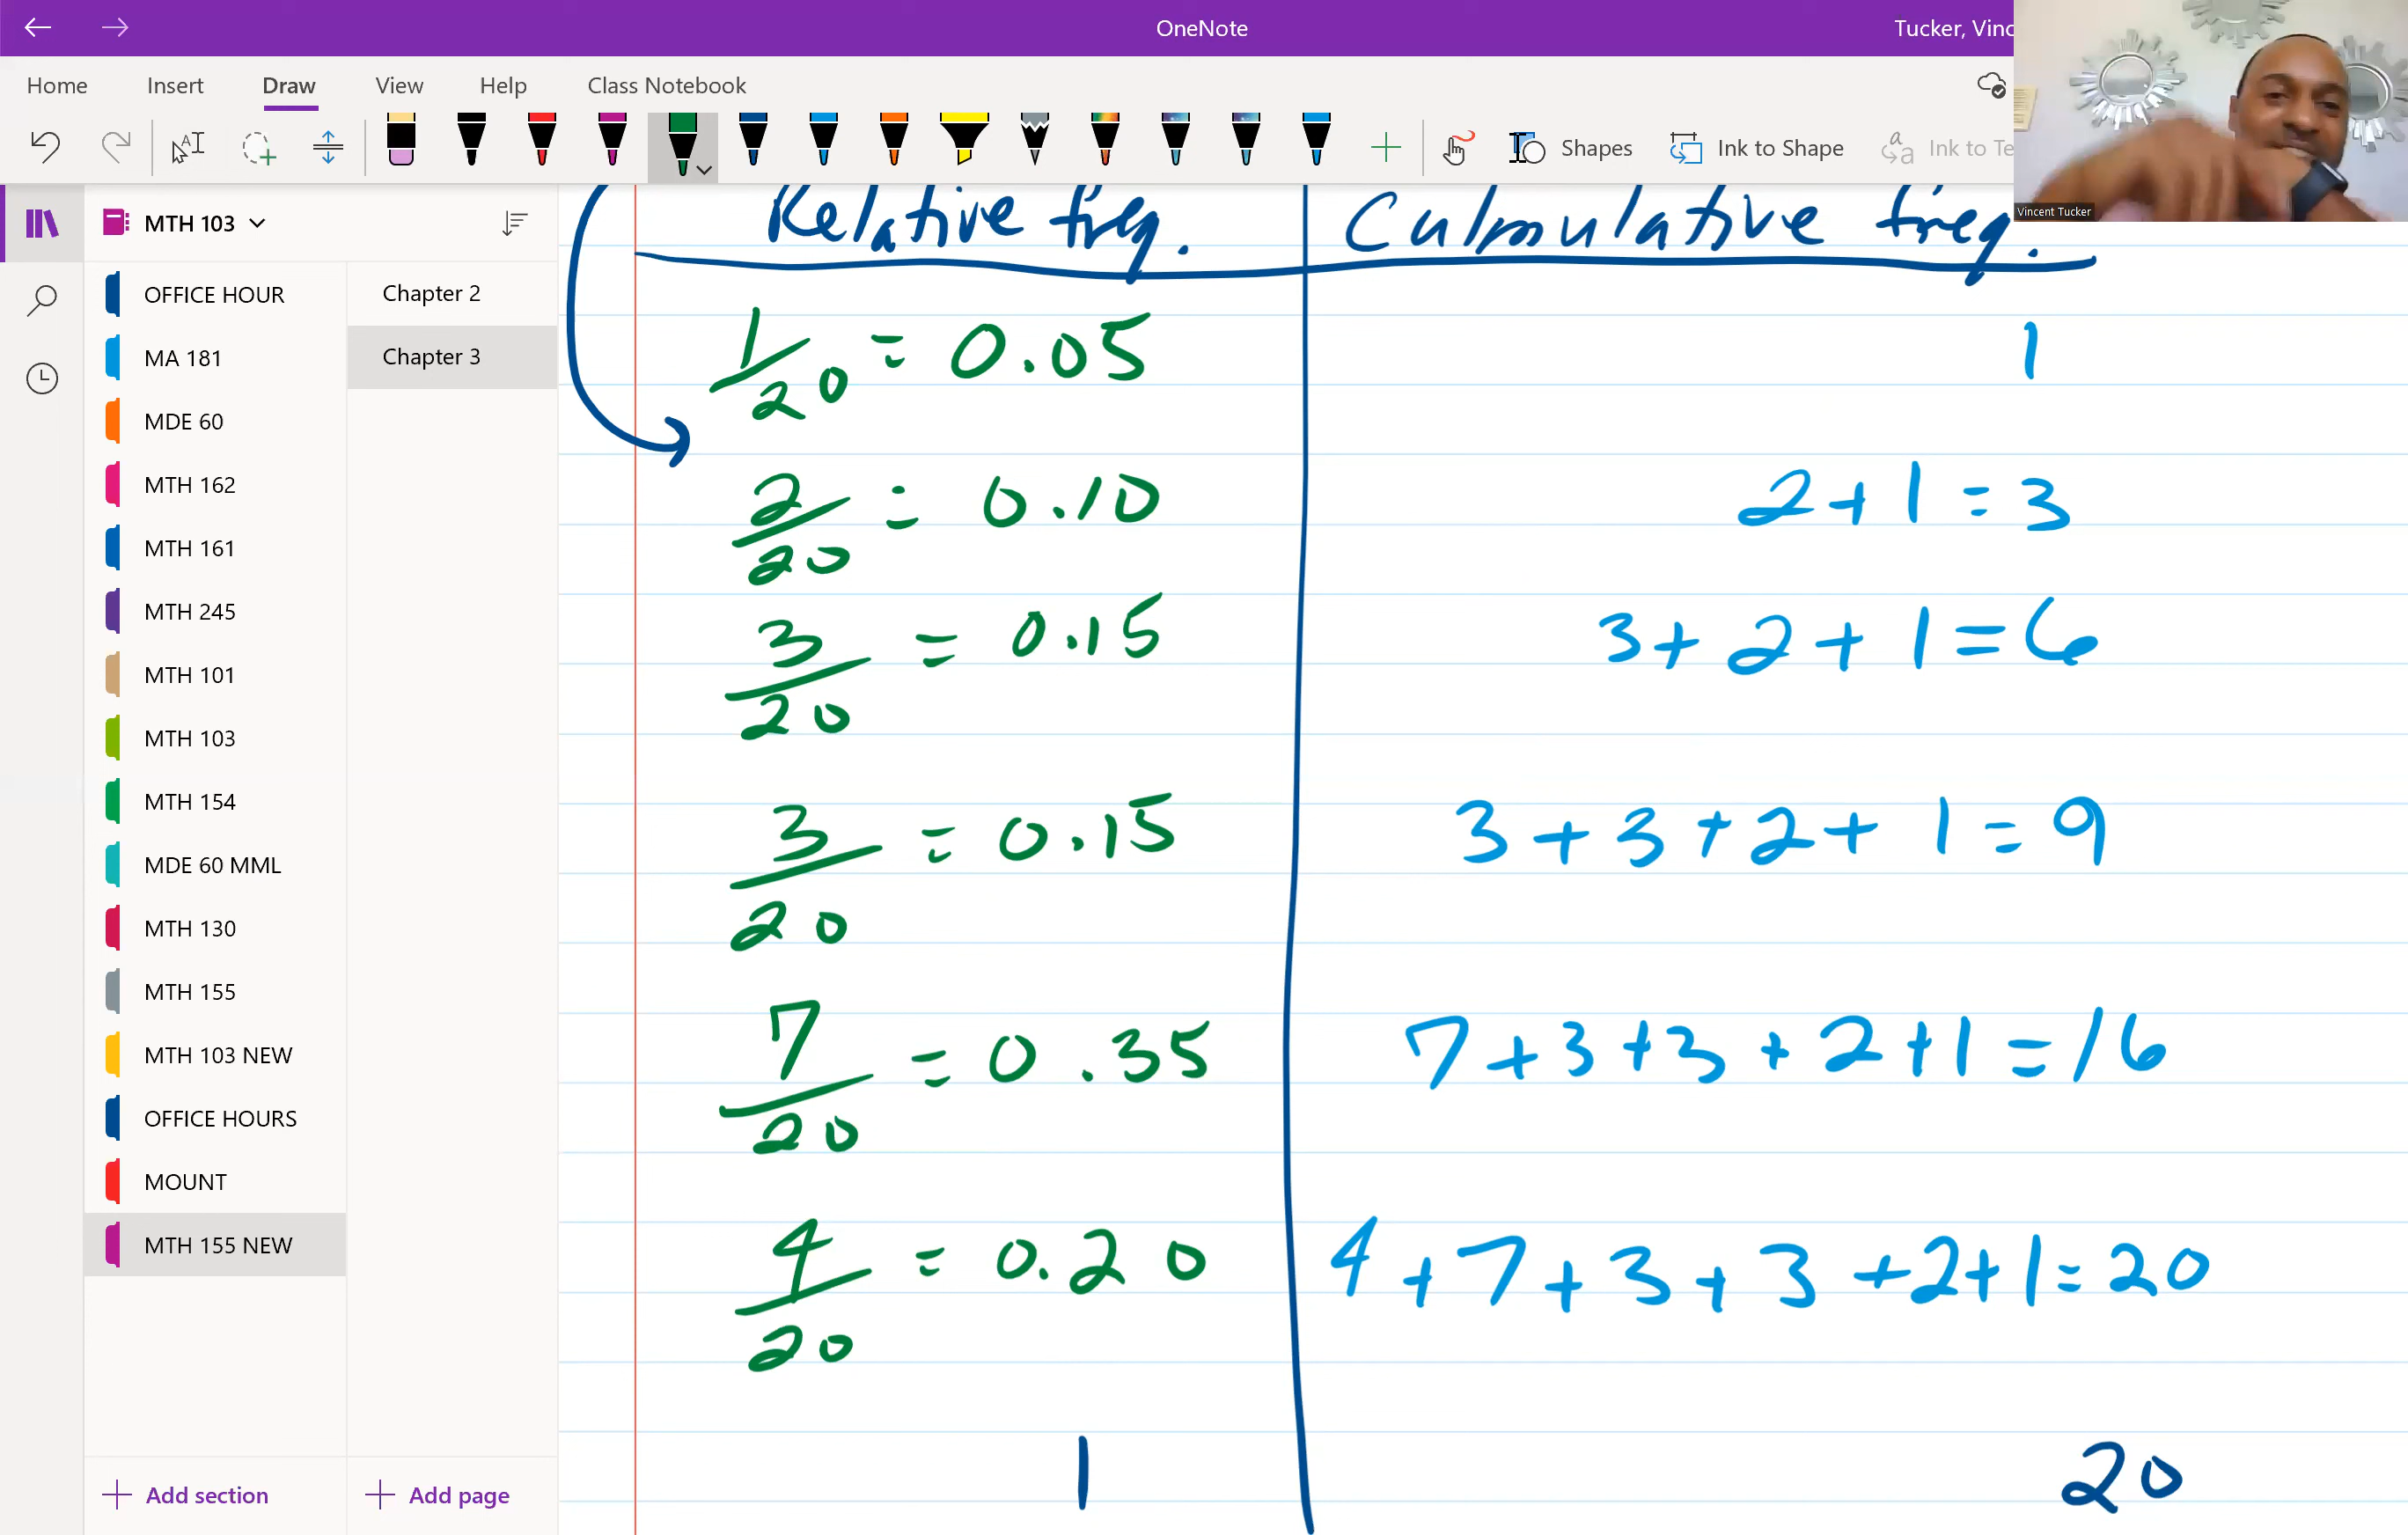 OneNote
Tucker, Vinc
Home Insert Draw View Help Class Notebook
Shapes Ink to Shape Ink to Te
Vincent Tucker
MTH 103
OFFICE HOUR
MA 181
MDE 60
MTH 162
MTH 161
MTH 245
MTH 101
MTH 103
MTH 154
MDE 60 MML
MTH 130
MTH 155
MTH 103 NEW
OFFICE HOURS
MOUNT
MTH 155 NEW
Add section
Chapter 2
Chapter 3
Add page
Relative freq. Culmulative freq.
1/20 = 0.05 1
2/20 = 0.10 2+1=3
3/20 = 0.15 3+2+1=6
3/20 = 0.15 3+3+2+1=9
7/20 = 0.35 7+3+3+2+1=16
4/20 = 0.20 4+7+3+3+2+1=20
1 20